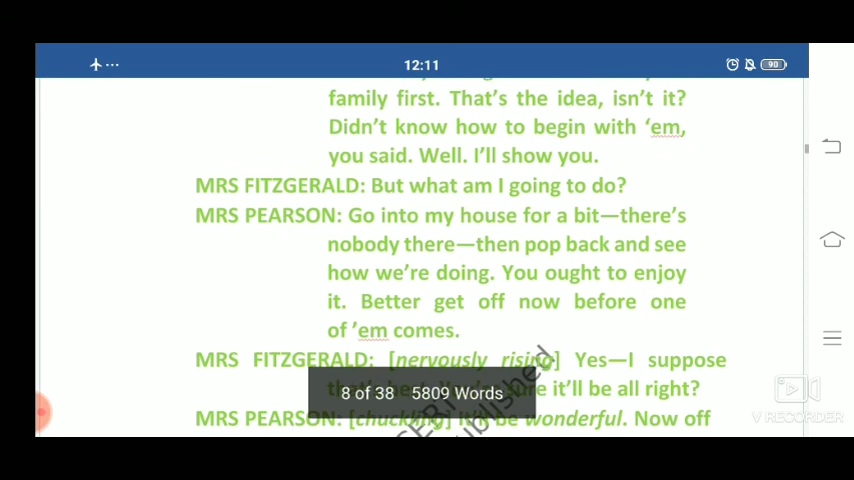 12:11
90
family first. That's the idea, isn't it?
Didn't know how to begin with 'em,
you said. Well. I'll show you.
MRS FITZGERALD: But what am I going to do?
MRS PEARSON: Go into my house for a bit—there's
nobody there—then pop back and see
how we're doing. You ought to enjoy
it. Better get off now before one
of 'em comes.
MRS FITZGERALD: [nervously rising] Yes—I suppose
it'll be all right?
8 of 38 5809 Words
MRS PEARSON: [chuckling] be wonderful. Now off
V RECORDER